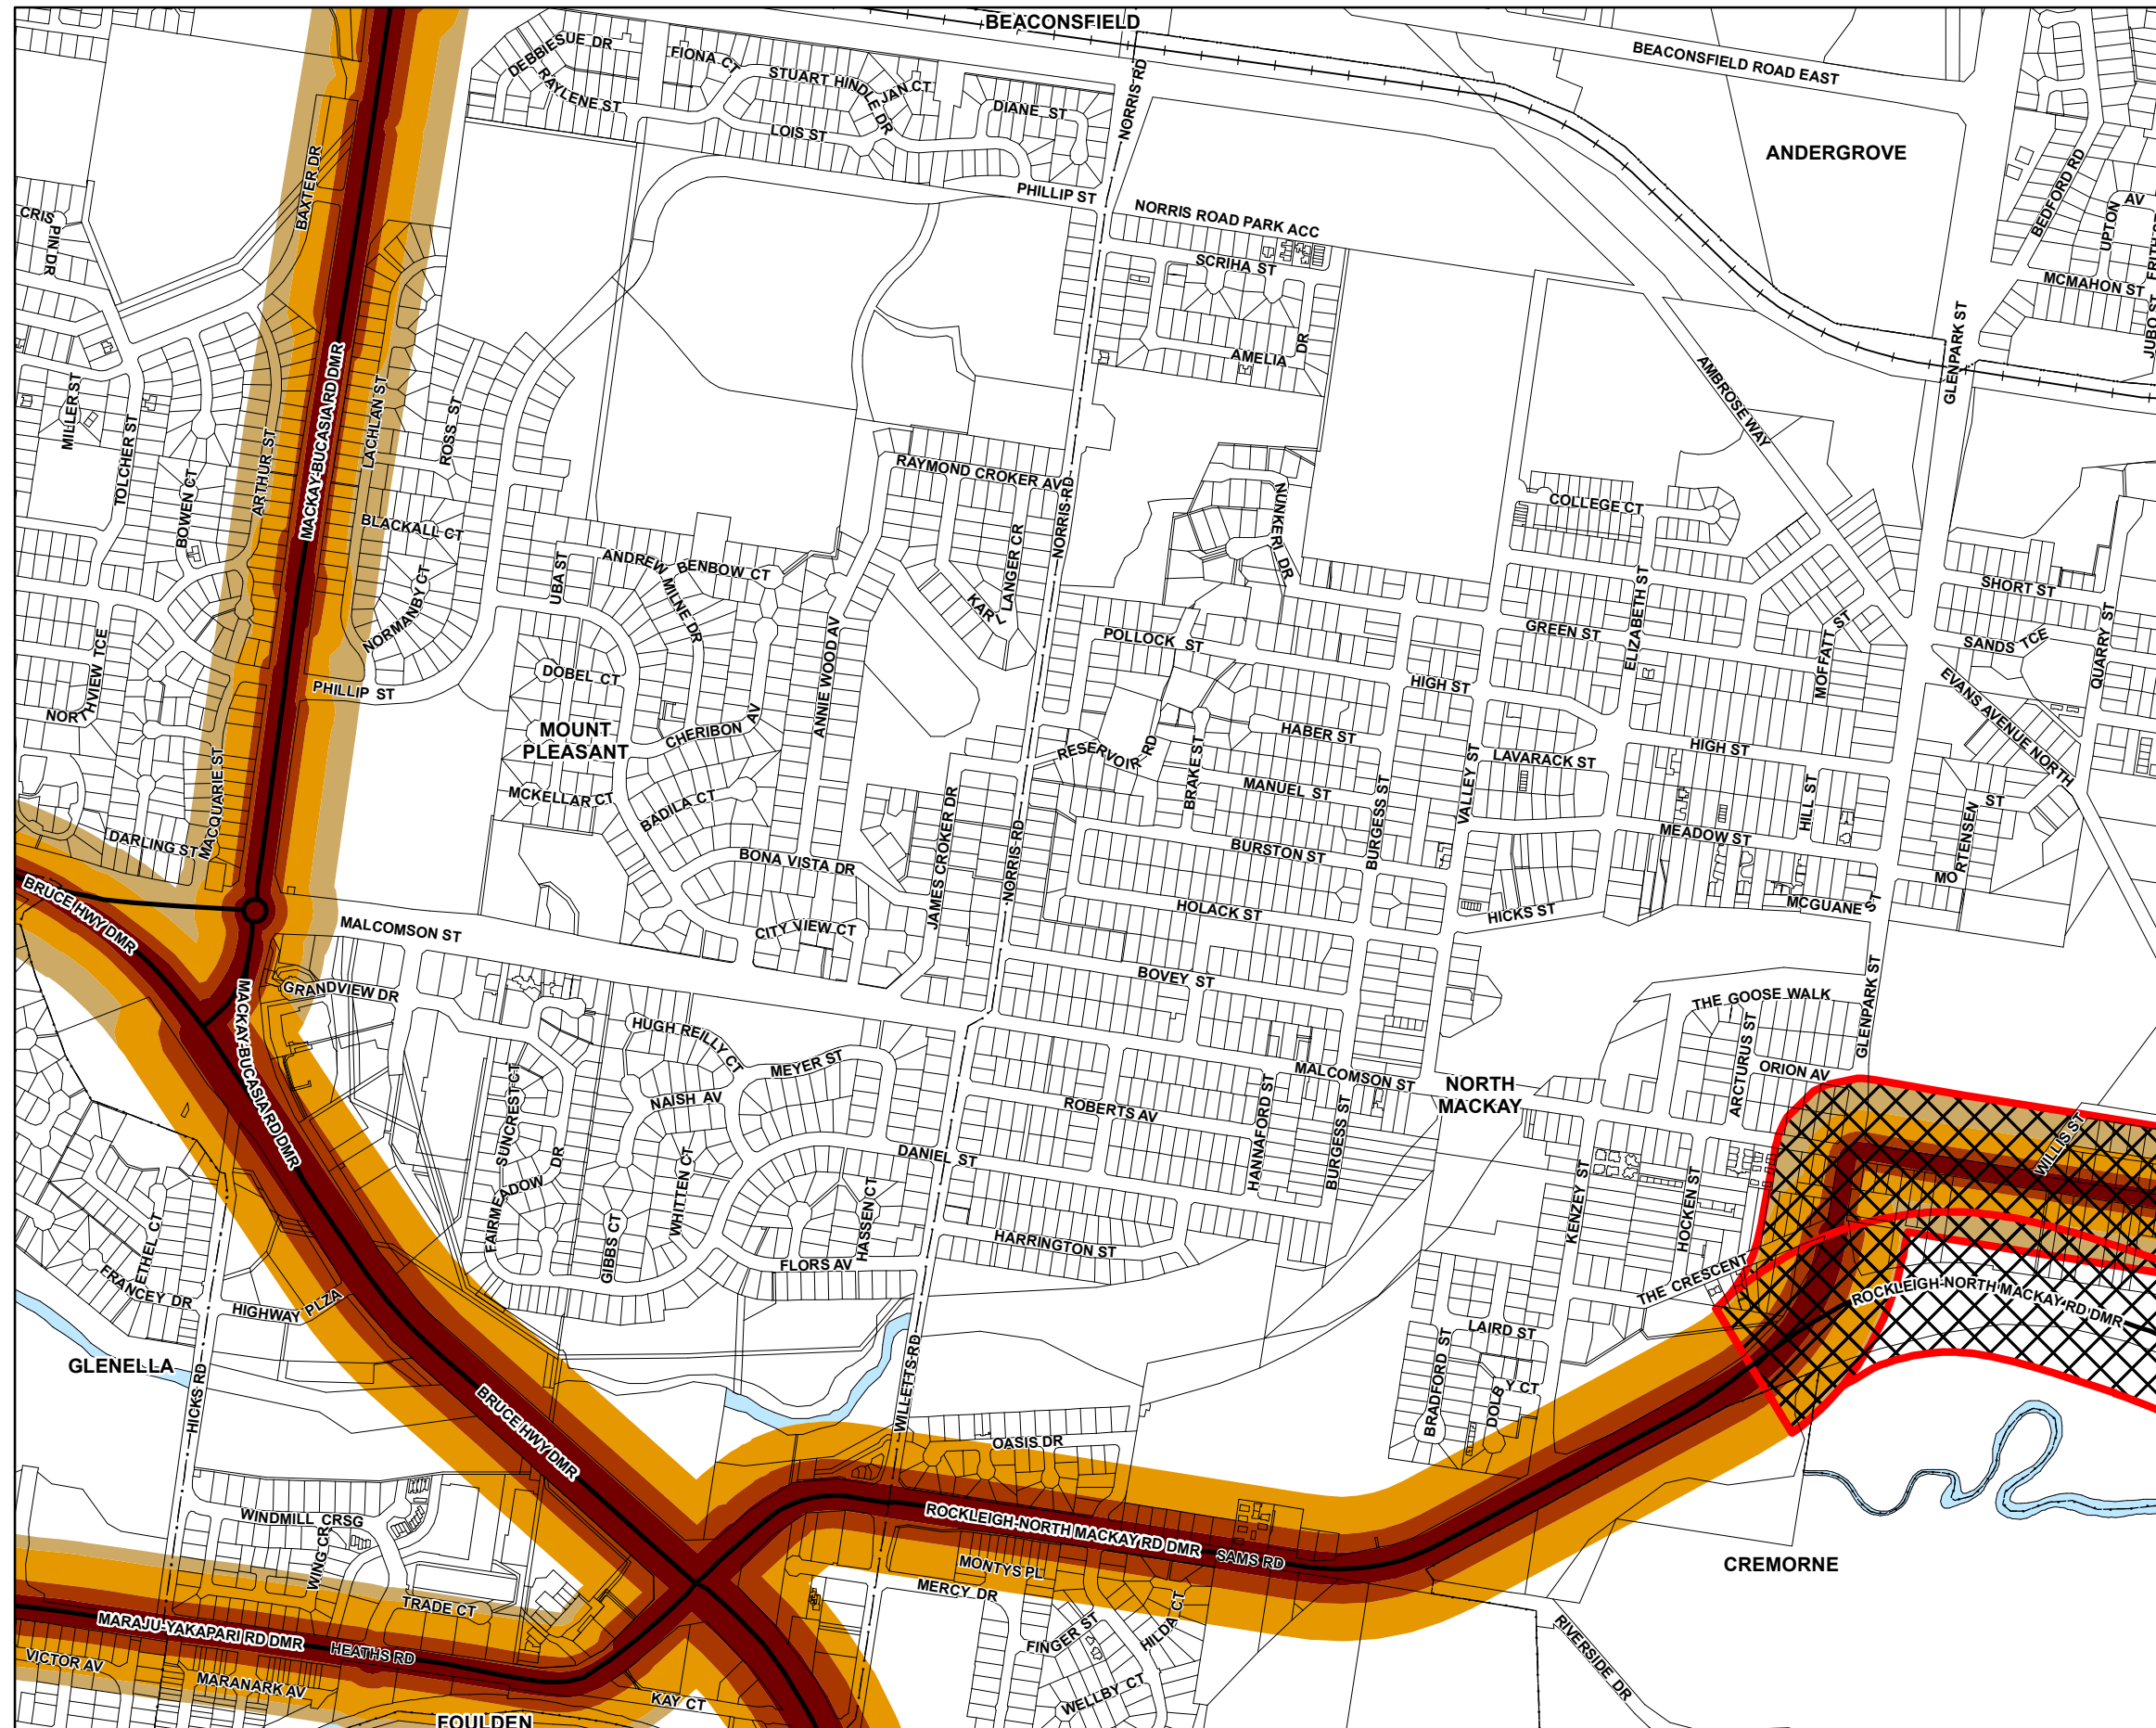 BEACONSFIELD
BEACONSFIELD ROAD EAST
DEBBIESUE DR
FIONA CT
RAYLENE ST
STUART HINDLE DR
JAN CT
LOIS ST
DIANE ST
NORRIS RD
ANDERGROVE
BEDFORD RD
UPTON
AV
BAXTER DR
CRIS
PIN DR
PHILLIP ST
NORRIS ROAD PARK ACC
SCRIHA ST
MCMAHON ST
JUBO ST
AMELIA
DR
GLENPARK ST
AMBROSE WAY
MACKAY-BUCASIA RD DMR
LACHLAN ST
ROSS ST
MILLER ST
TOLCHER ST
BOWEN CT
ARTHUR ST
BLACKALL CT
NORMANBY CT
RAYMOND CROKER AV
NORRIS RD
LANGER CR
KARL
NUNKERI DR
COLLEGE CT
UBA ST
ANDREW MILNE DR
BENBOW CT
ANNIE WOOD AV
POLLOCK ST
GREEN ST
ELIZABETH ST
MOFFATT ST
SHORT ST
SANDS TCE
QUARRY ST
EVANS AVENUE NORTH
NORTHVIEW TCE
PHILLIP ST
DOBEL CT
MOUNT
PLEASANT
CHERIBON AV
HIGH ST
HABER ST
RESERVOIR RD
BRAKE ST
LAVARACK ST
HIGH ST
VALLEY ST
HILL ST
MCKELLAR CT
BADILA CT
MANUEL ST
BURGESS ST
MEADOW ST
MORTENSEN
ST
MACQUARIE ST
DARLING ST
BONA VISTA DR
JAMES CROKER DR
NORRIS RD
BURSTON ST
BRUCE HWY DMR
MALCOMSON ST
CITY VIEW CT
HOLACK ST
HICKS ST
MCGUANE ST
GRANDVIEW DR
BOVEY ST
THE GOOSE WALK
GLENPARK ST
MACKAY-BUCASIA RD DMR
HUGH REILLY CT
MEYER ST
NAISH AV
SUNCREST CT
MALCOMSON ST
NORTH
MACKAY
ARCTURUS ST
ORION AV
ROBERTS AV
HANNAFORD ST
BURGESS ST
DANIEL ST
WILLIS ST
FAIRMEADOW
DR
WHITTEN CT
GIBBS CT
HASSEN CT
FLORS AV
HARRINGTON ST
KENZEY ST
HOCKEN ST
THE CRESCENT
ROCKLEIGH-NORTH MACKAY RD DMR
ETHEL CT
FRANCEY DR
HIGHWAY PLZA
GLENELLA
HICKS RD
WILLETTS RD
LAIRD ST
BRADFORD ST
DOLBY CT
BRUCE HWY DMR
OASIS DR
ROCKLEIGH-NORTH MACKAY RD DMR
SAMS RD
CREMORNE
WINDMILL CRSG
WING CR
TRADE CT
MONTYS PL
MERCY DR
FINGER ST
HILDA CT
WELLBY CT
RIVERSIDE DR
MARAJU-YAKAPARI RD DMR
HEATHS RD
VICTOR AV
MARANARK AV
KAY CT
FOULDEN